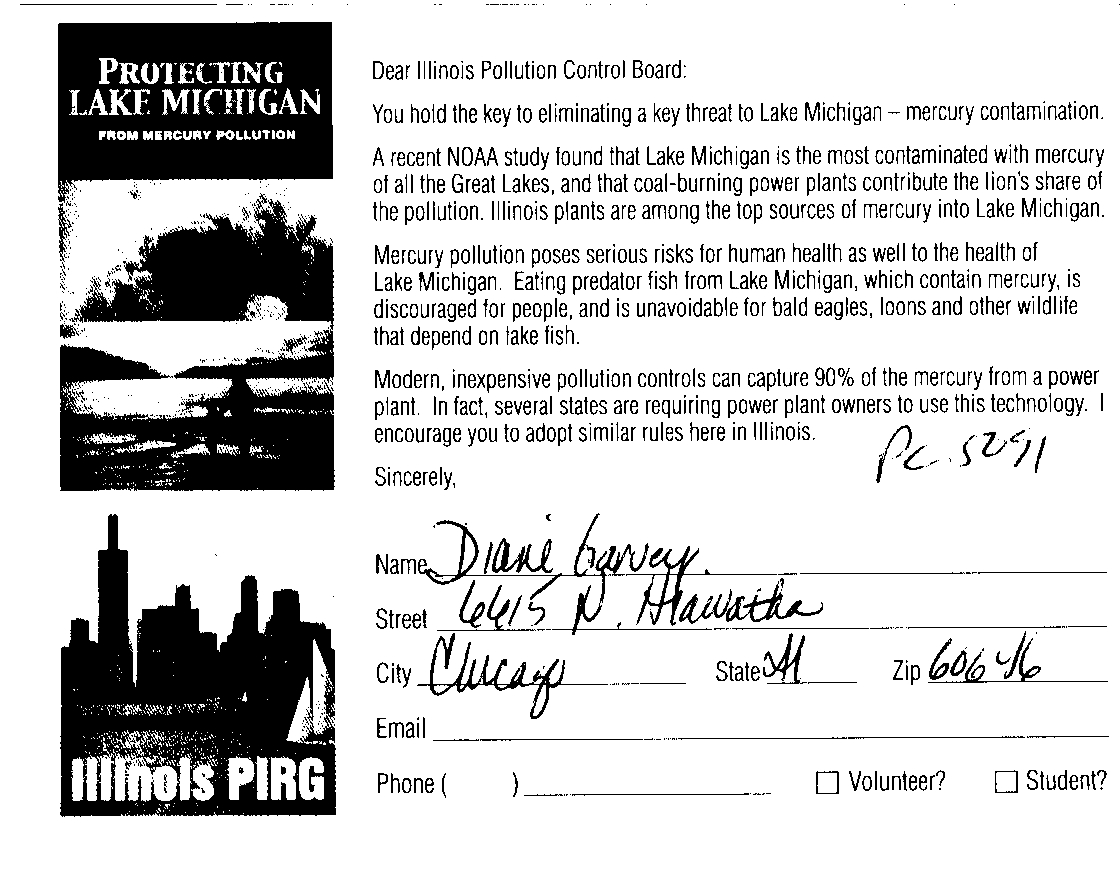 PROTECTING
LAKE MICHIGAN
FROM MERCURY POLLUTION
Illinois PIRG
Dear Illinois Pollution Control Board:
You hold the key to eliminating a key threat to Lake Michigan – mercury contamination.
A recent NOAA study found that Lake Michigan is the most contaminated with mercury
of all the Great Lakes, and that coal-burning power plants contribute the lion's share of
the pollution. Illinois plants are among the top sources of mercury into Lake Michigan.
Mercury pollution poses serious risks for human health as well to the health of
Lake Michigan. Eating predator fish from Lake Michigan, which contain mercury, is
discouraged for people, and is unavoidable for bald eagles, loons and other wildlife
that depend on lake fish.
Modern, inexpensive pollution controls can capture 90% of the mercury from a power
plant. In fact, several states are requiring power plant owners to use this technology. I
encourage you to adopt similar rules here in Illinois.
PC. 5291
Sincerely,
Name Diane Garvey.
Street 6615 N. Hiawatha
City Chicago State Il Zip 60646
Email
Phone ( )
Volunteer? Student?